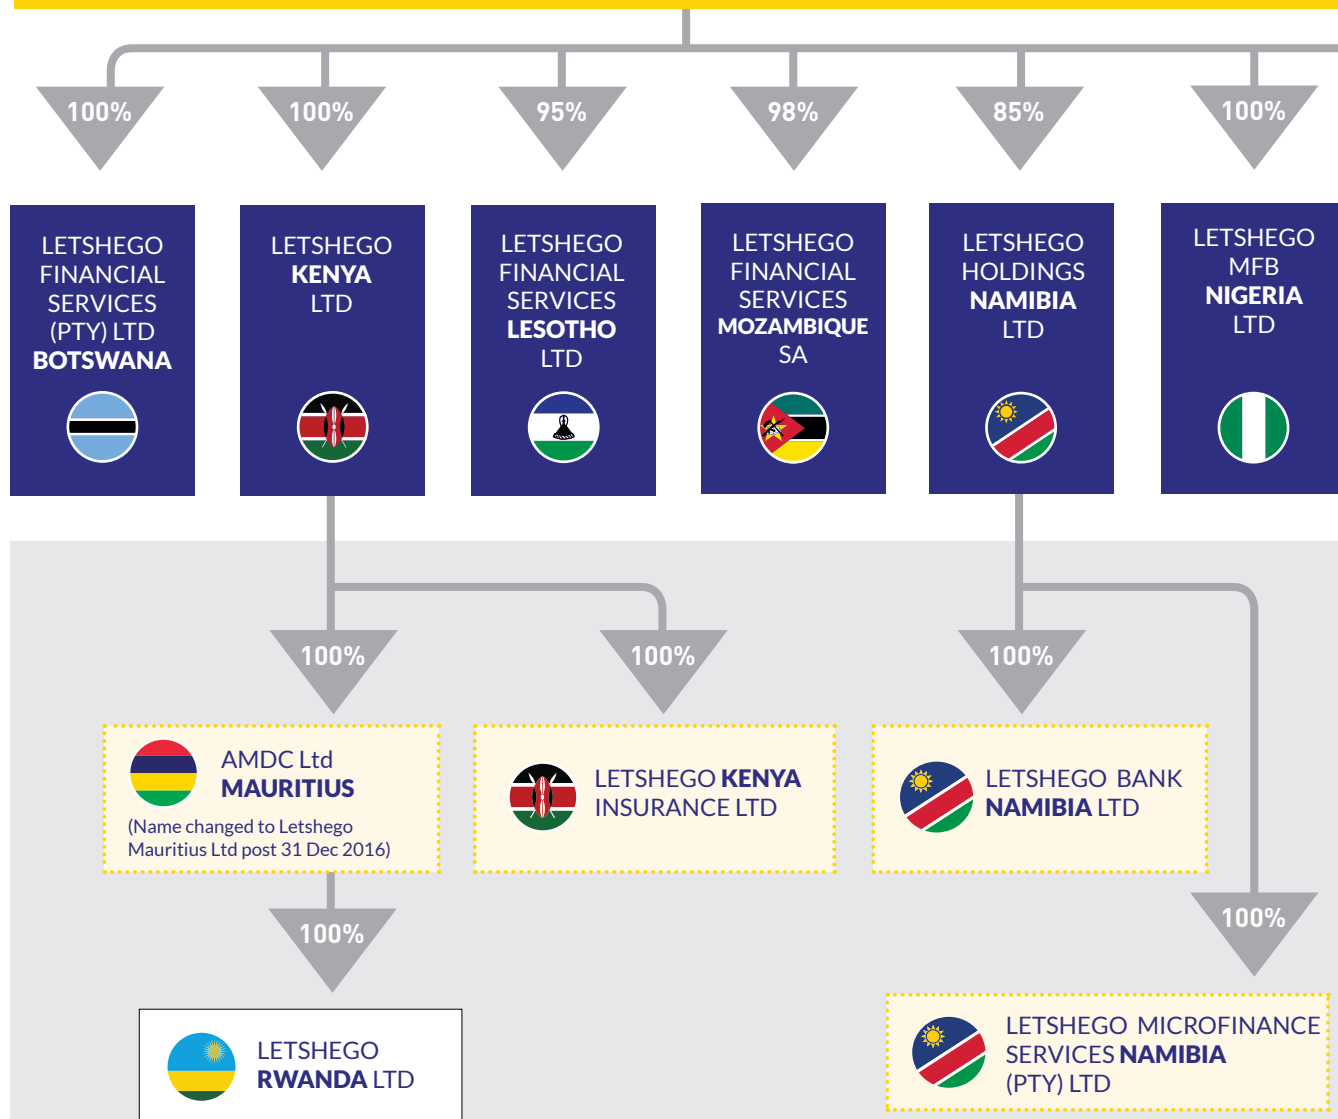 100%
100%
95%
98%
85%
100%
LETSHEGO
FINANCIAL
SERVICES
(PTY) LTD
BOTSWANA
LETSHEGO
KENYA
LTD
LETSHEGO
FINANCIAL
SERVICES
LESOTHO
LTD
LETSHEGO
FINANCIAL
SERVICES
MOZAMBIQUE
SA
LETSHEGO
HOLDINGS
NAMIBIA
LTD
LETSHEGO
MFB
NIGERIA
LTD
100%
100%
100%
AMDC Ltd
MAURITIUS
(Name changed to Letshego
Mauritius Ltd post 31 Dec 2016)
LETSHEGO KENYA
INSURANCE LTD
LETSHEGO BANK
NAMIBIA LTD
100%
100%
LETSHEGO
RWANDA LTD
LETSHEGO MICROFINANCE
SERVICES NAMIBIA
(PTY) LTD